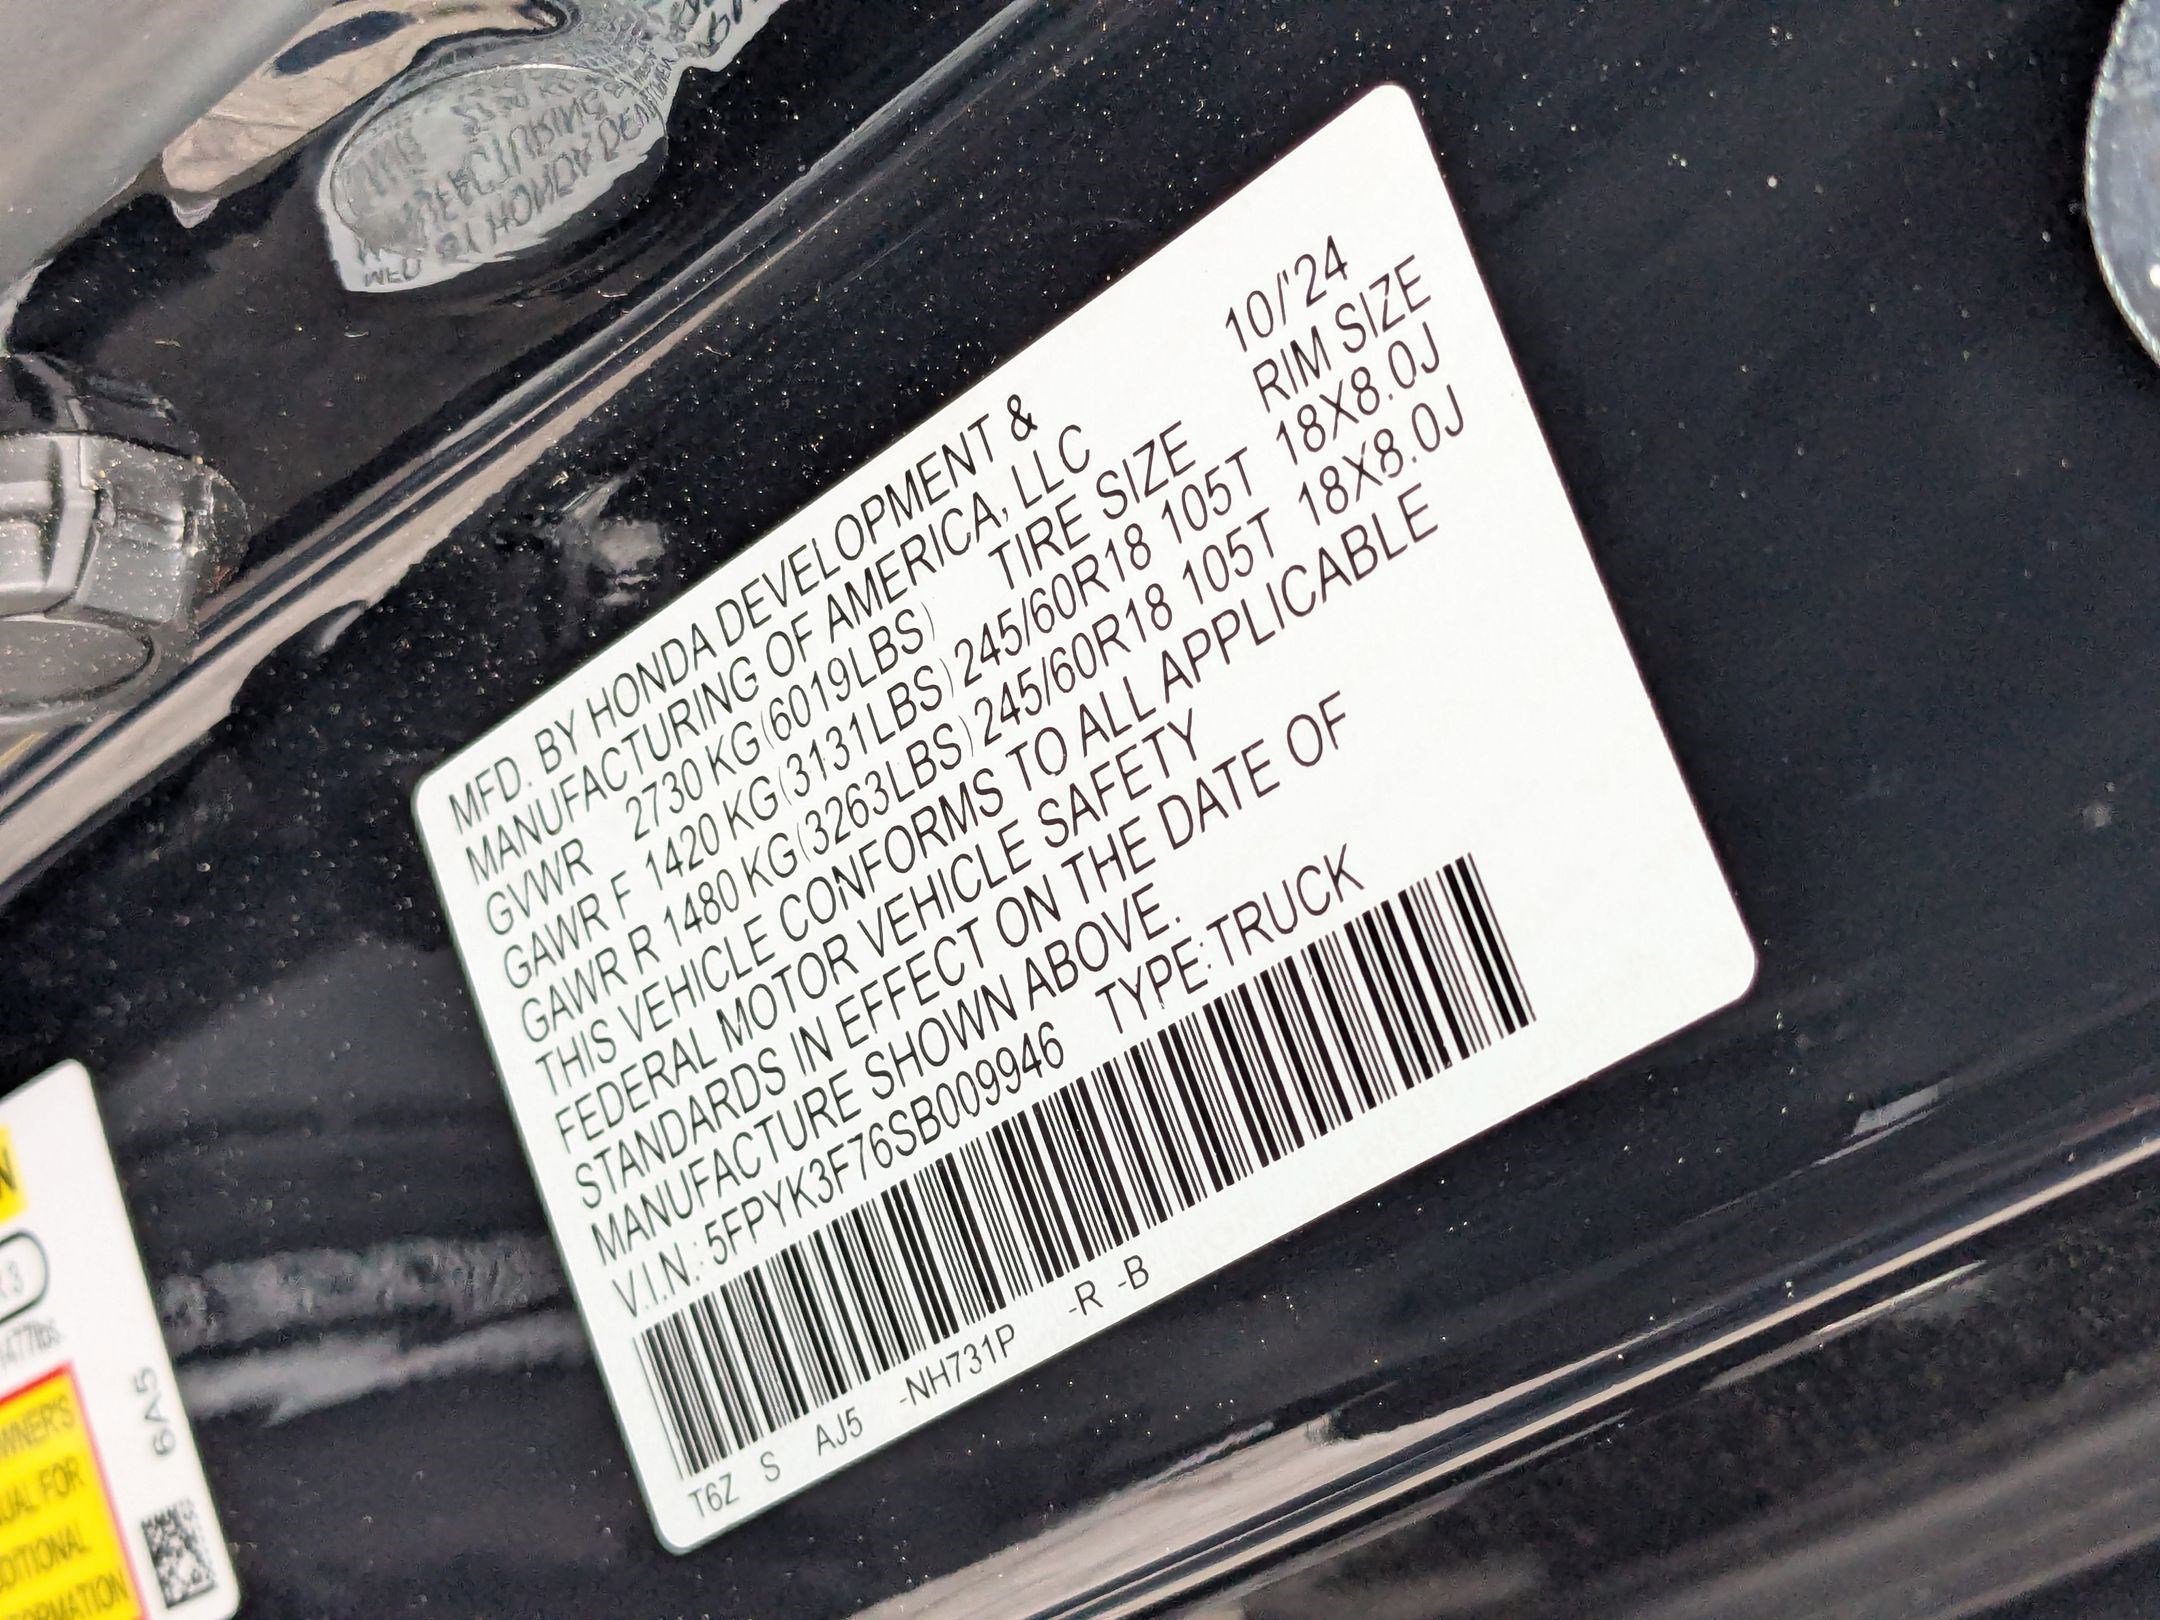 MFD. BY HONDA DEVELOPMENT & 10/'24
MANUFACTURING OF AMERICA, LLC
GVWR 2730 KG(6019LBS) TIRE SIZE RIM SIZE
GAWR F 1420 KG(3131LBS) 245/60R18 105T 18X8.0J
GAWR R 1480 KG(3263LBS) 245/60R18 105T 18X8.0J
THIS VEHICLE CONFORMS TO ALL APPLICABLE
FEDERAL MOTOR VEHICLE SAFETY
STANDARDS IN EFFECT ON THE DATE OF
MANUFACTURE SHOWN ABOVE.
V.I.N.: 5FPYK3F76SB009946 TYPE:TRUCK
T6Z S AJ5 -NH731P -R -B
1477lbs
FOR
6A5